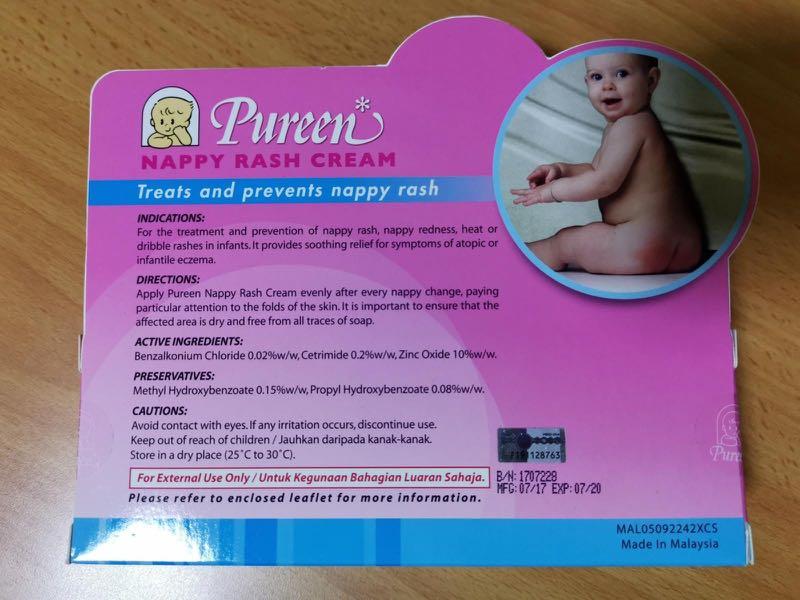 Pureen*
NAPPY RASH CREAM
Treats and prevents nappy rash
INDICATIONS:
For the treatment and prevention of nappy rash, nappy redness, heat or
dribble rashes in infants. It provides soothing relief for symptoms of atopic or
infantile eczema.
DIRECTIONS:
Apply Pureen Nappy Rash Cream evenly after every nappy change, paying
particular attention to the folds of the skin. It is important to ensure that the
affected area is dry and free from all traces of soap.
ACTIVE INGREDIENTS:
Benzalkonium Chloride 0.02%w/w, Cetrimide 0.2%w/w, Zinc Oxide 10%w/w.
PRESERVATIVES:
Methyl Hydroxybenzoate 0.15%w/w, Propyl Hydroxybenzoate 0.08%w/w.
CAUTIONS:
Avoid contact with eyes. If any irritation occurs, discontinue use.
Keep out of reach of children / Jauhkan daripada kanak-kanak.
Store in a dry place (25˚C to 30˚C).
For External Use Only / Untuk Kegunaan Bahagian Luaran Sahaja.
Please refer to enclosed leaflet for more information.
B/N: 1707228
MFG: 07/17 EXP: 07/20
MAL05092242XCS
Made In Malaysia
Pureen